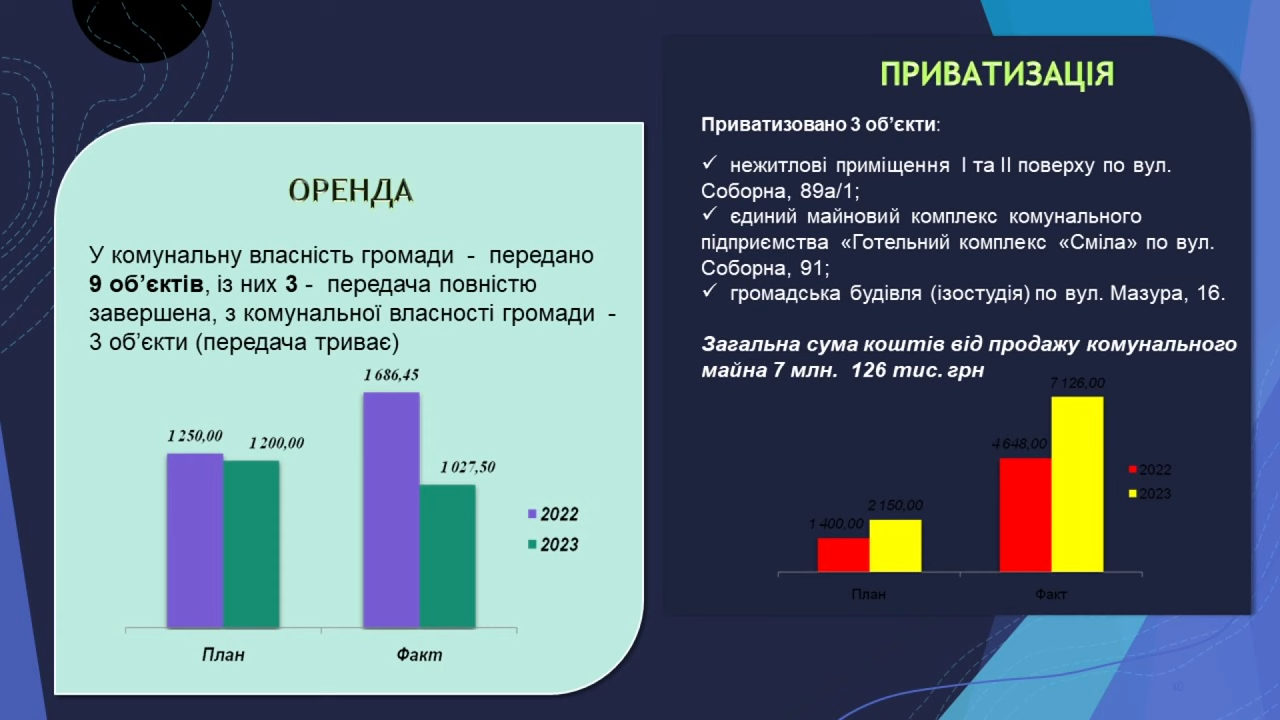 ОРЕНДА
У комунальну власність громади - передано
9 об’єктів, із них 3 - передача повністю
завершена, з комунальної власності громади -
3 об’єкти (передача триває)
1 686,45
1 250,00
1 200,00
1 027,50
2022
2023
План
Факт
ПРИВАТИЗАЦІЯ
Приватизовано 3 об’єкти:
✓ нежитлові приміщення І та ІІ поверху по вул.
Соборна, 89а/1;
✓ єдиний майновий комплекс комунального
підприємства «Готельний комплекс «Сміла» по вул.
Соборна, 91;
✓ громадська будівля (ізостудія) по вул. Мазура, 16.
Загальна сума коштів від продажу комунального
майна 7 млн. 126 тис. грн
7 126,00
4 648,00
2 150,00
1 400,00
2022
2023
План
Факт